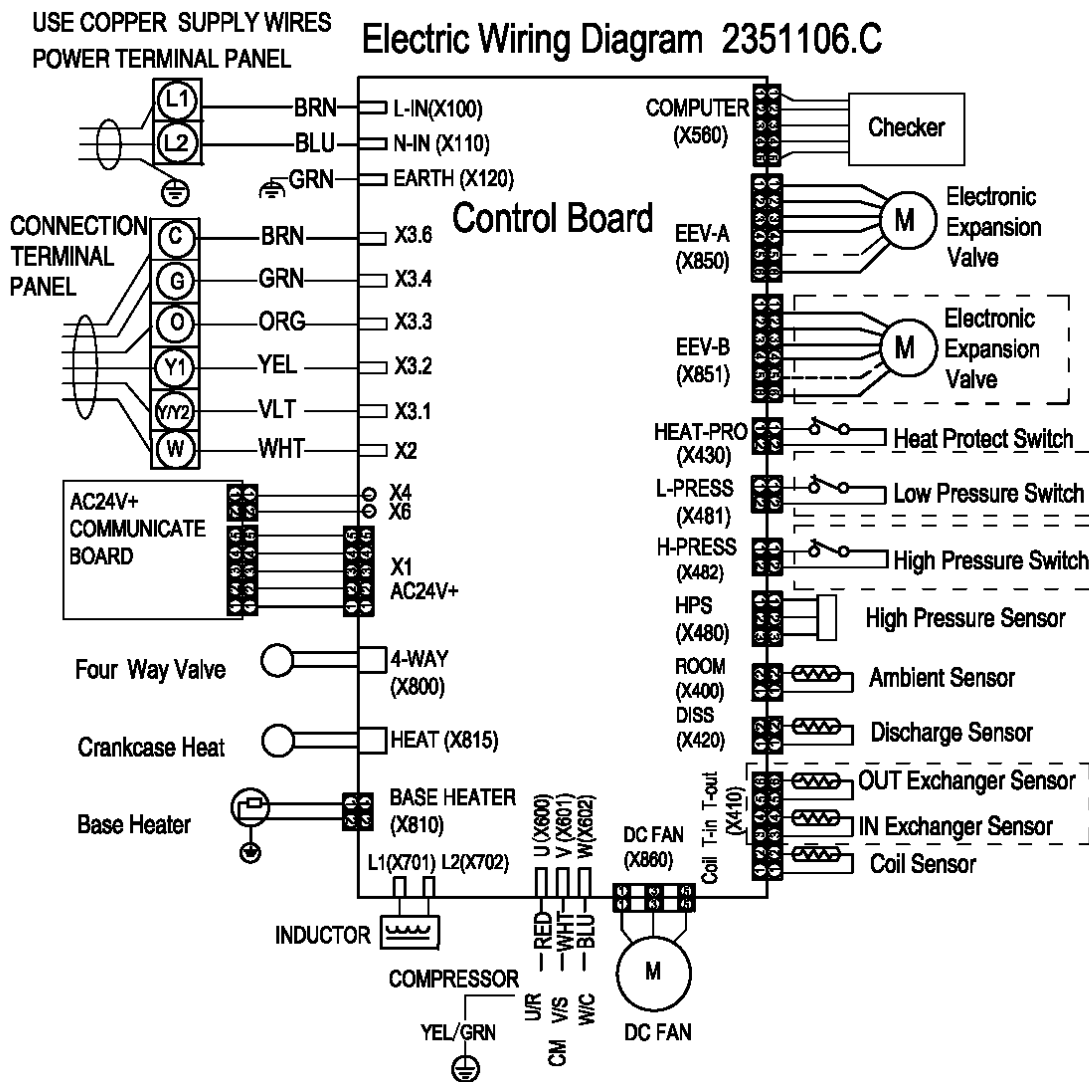 USE COPPER SUPPLY WIRES
POWER TERMINAL PANEL
Electric Wiring Diagram 2351106.C
L1
BRN
L-IN(X100)
L2
BLU
N-IN (X110)
GRN
EARTH (X120)
Control Board
CONNECTION
TERMINAL
PANEL
C
BRN
X3.6
G
GRN
X3.4
O
ORG
X3.3
Y1
YEL
X3.2
Y/Y2
VLT
X3.1
W
WHT
X2
AC24V+
COMMUNICATE
BOARD
X4
X6
X1
AC24V+
Four Way Valve
4-WAY
(X800)
Crankcase Heat
HEAT (X815)
Base Heater
BASE HEATER
(X810)
L1(X701) L2(X702)
INDUCTOR
U (X600)
V (X601)
W(X602)
RED
WHT
BLU
COMPRESSOR
U/R
V/S
W/C
CM
YEL/GRN
DC FAN
(X860)
1 3 5
1 3 5
M
DC FAN
COMPUTER
(X560)
Checker
EEV-A
(X850)
M
Electronic
Expansion
Valve
EEV-B
(X851)
M
Electronic
Expansion
Valve
HEAT-PRO
(X430)
Heat Protect Switch
L-PRESS
(X481)
Low Pressure Switch
H-PRESS
(X482)
High Pressure Switch
HPS
(X480)
High Pressure Sensor
ROOM
(X400)
Ambient Sensor
DISS
(X420)
Discharge Sensor
Coil T-in T-out
(X410)
OUT Exchanger Sensor
IN Exchanger Sensor
Coil Sensor